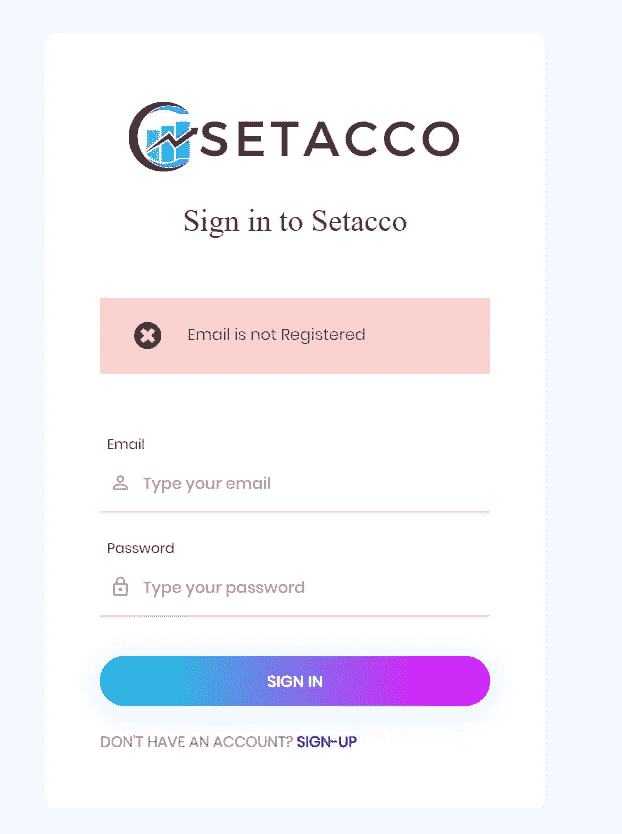 SETACCO
Sign in to Setacco
Email is not Registered
Email
Type your email
Password
Type your password
SIGN IN
DON'T HAVE AN ACCOUNT? SIGN-UP